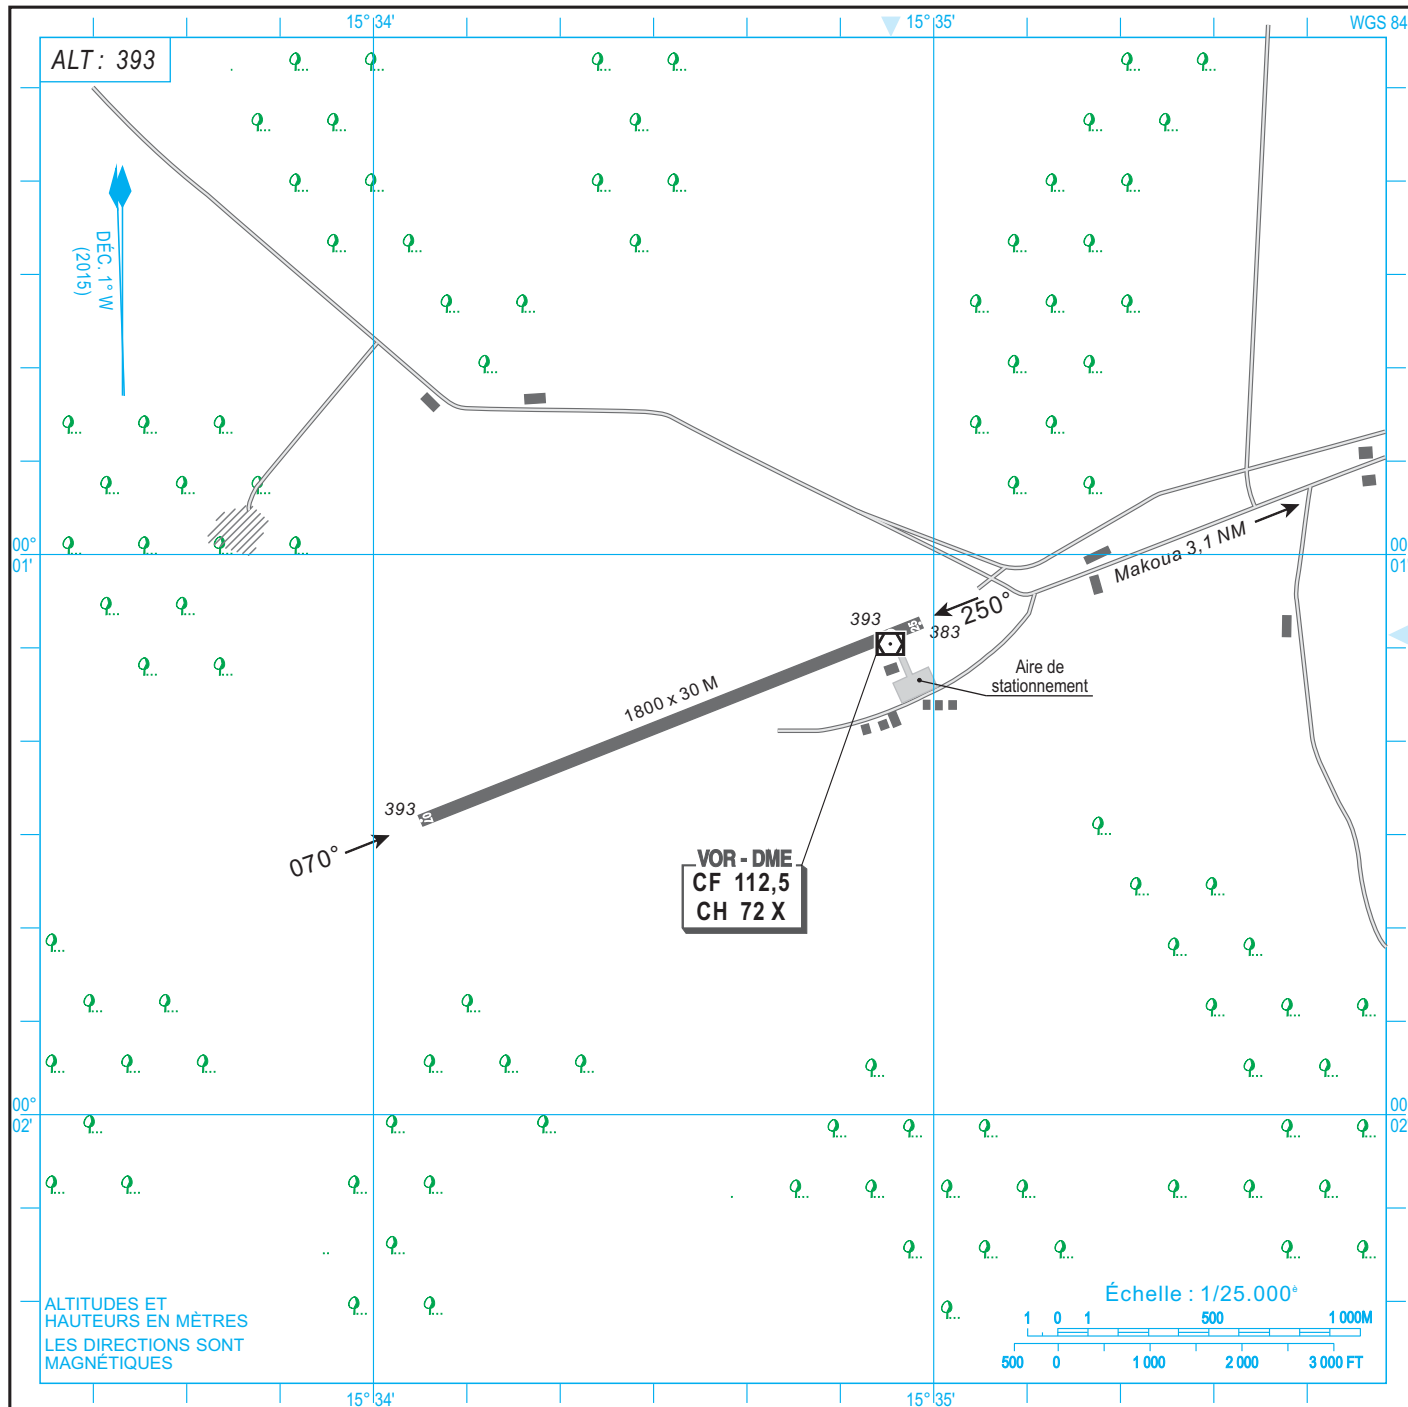 15° 34'
15° 35'
WGS 84
ALT : 393
DÉC. 1° W
(2015)
00°
01'
00
01
Makoua 3,1 NM
250°
393
383
25
Aire de
stationnement
1800 x 30 M
393
07
070°
VOR - DME
CF 112,5
CH 72 X
00°
02'
00
02
ALTITUDES ET
HAUTEURS EN MÈTRES
LES DIRECTIONS SONT
MAGNÉTIQUES
Échelle : 1/25.000è
1 0 1 500 1 000M
500 0 1 000 2 000 3 000 FT
15° 34'
15° 35'